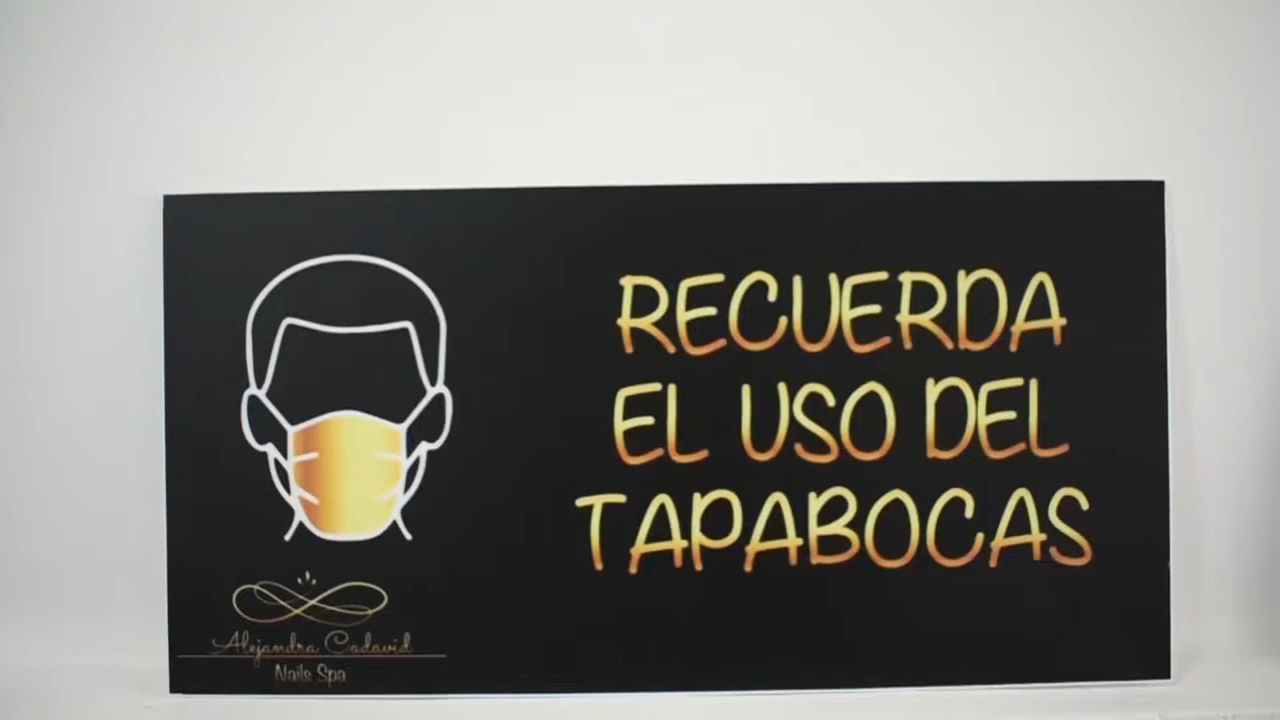 RECUERDA
EL USO DEL
TAPABOCAS
Alejandra Cadavid
Nails Spa